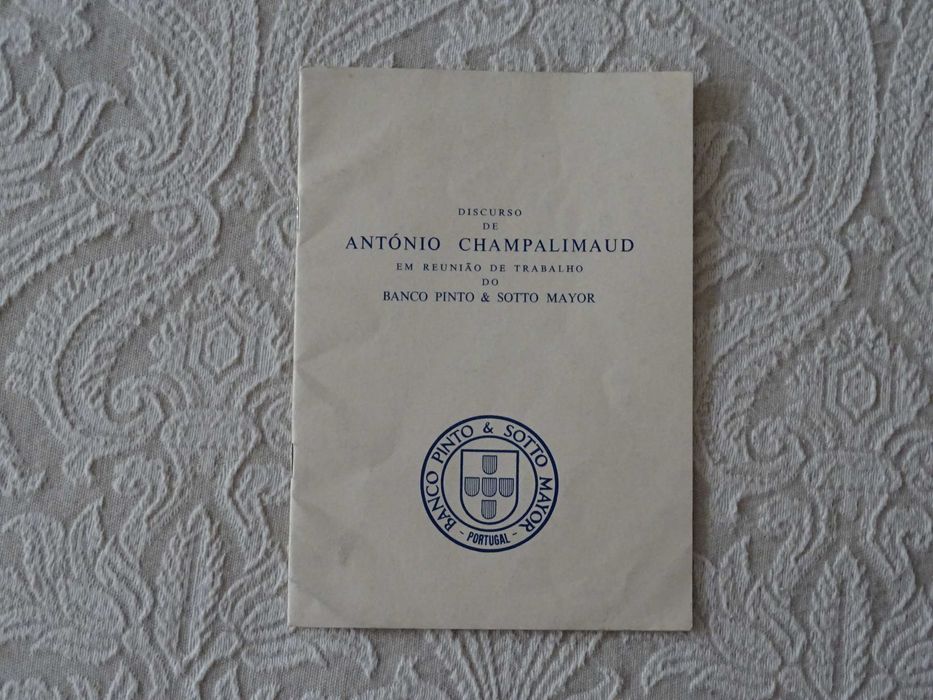 DISCURSO
DE
ANTÓNIO CHAMPALIMAUD
EM REUNIÃO DE TRABALHO
DO
BANCO PINTO & SOTTO MAYOR
BANCO PINTO & SOTTO MAYOR
- PORTUGAL -